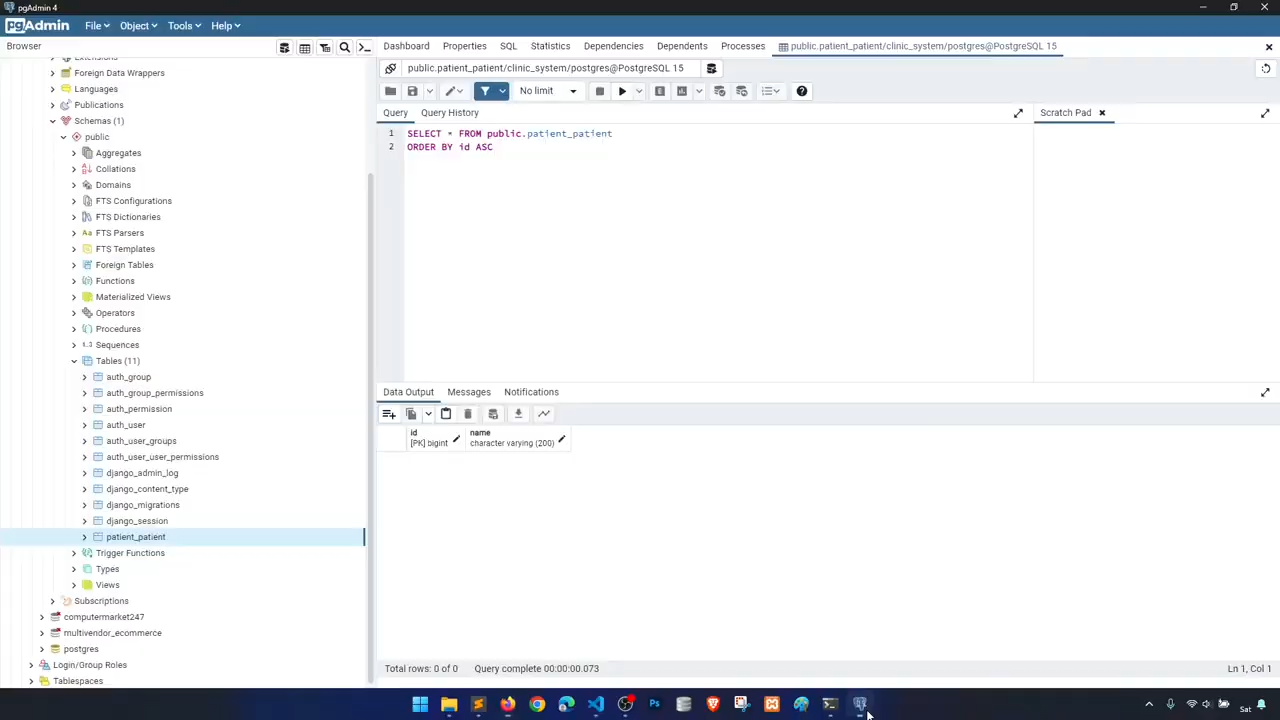 pgAdmin 4
pgAdmin File Object Tools Help
Browser
Dashboard Properties SQL Statistics Dependencies Dependents Processes public.patient_patient/clinic_system/postgres@PostgreSQL 15
public.patient_patient/clinic_system/postgres@PostgreSQL 15
No limit
Query Query History
Scratch Pad
1 SELECT * FROM public.patient_patient
2 ORDER BY id ASC
Extensions
Foreign Data Wrappers
Languages
Publications
Schemas (1)
public
Aggregates
Collations
Domains
FTS Configurations
FTS Dictionaries
Aa FTS Parsers
FTS Templates
Foreign Tables
Functions
Materialized Views
Operators
Procedures
1..3 Sequences
Tables (11)
auth_group
auth_group_permissions
auth_permission
auth_user
auth_user_groups
auth_user_user_permissions
django_admin_log
django_content_type
django_migrations
django_session
patient_patient
Trigger Functions
Types
Views
Subscriptions
computermarket247
multivendor_ecommerce
postgres
Login/Group Roles
Tablespaces
Data Output Messages Notifications
id
[PK] bigint
name
character varying (200)
Total rows: 0 of 0 Query complete 00:00:00.073
Ln 1, Col 1
Ps
Sat